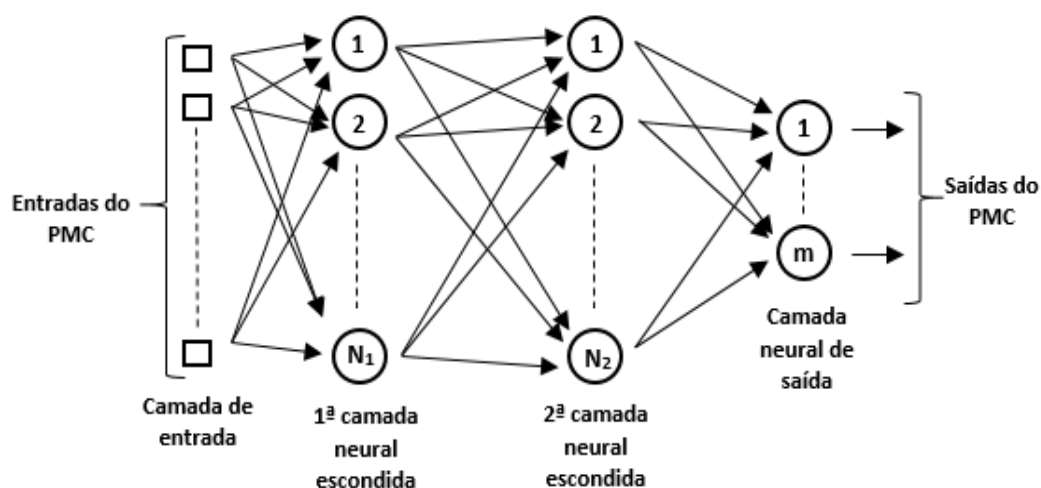 Entradas do
PMC
Camada de
entrada
1
2
N₁
1ª camada
neural
escondida
1
2
N₂
2ª camada
neural
escondida
1
m
Camada
neural de
saída
Saídas do
PMC